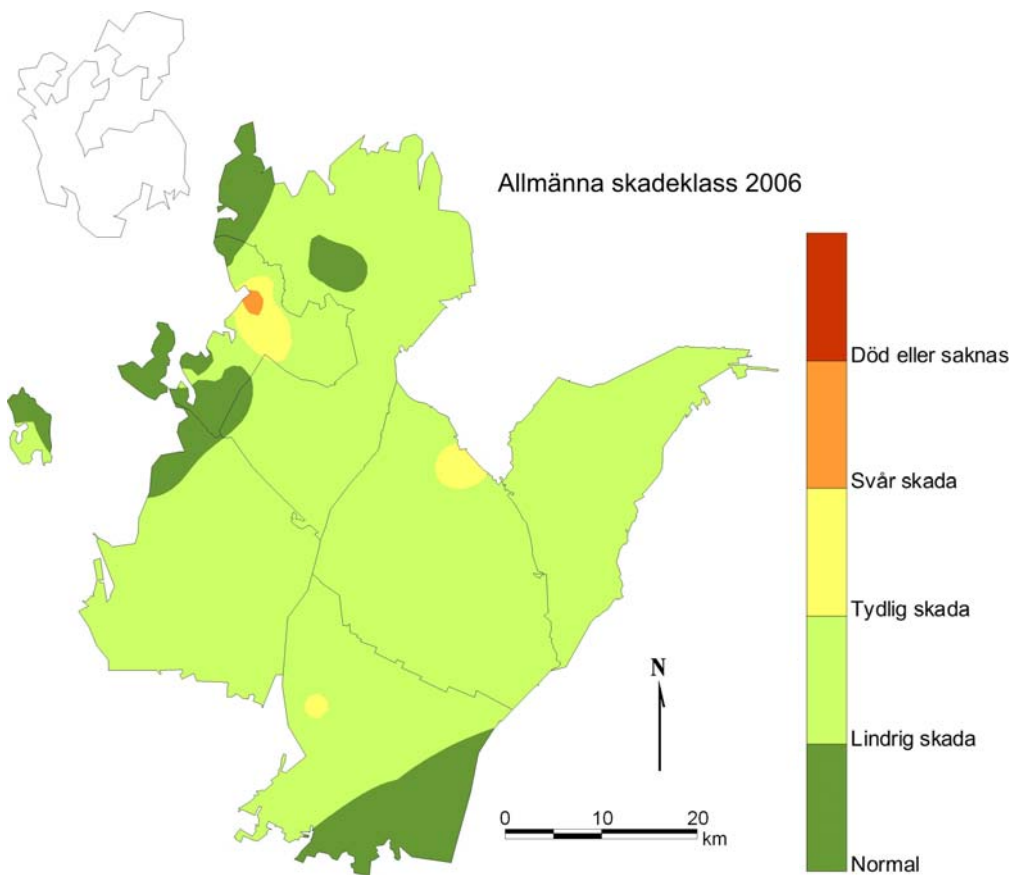 Allmänna skadeklass 2006
Död eller saknas
Svår skada
Tydlig skada
Lindrig skada
Normal
N
0 10 20
km